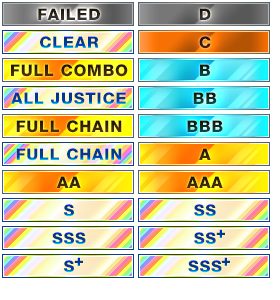 FAILED D
CLEAR C
FULL COMBO B
ALL JUSTICE BB
FULL CHAIN BBB
FULL CHAIN A
AA AAA
S SS
SSS SS+
S+ SSS+